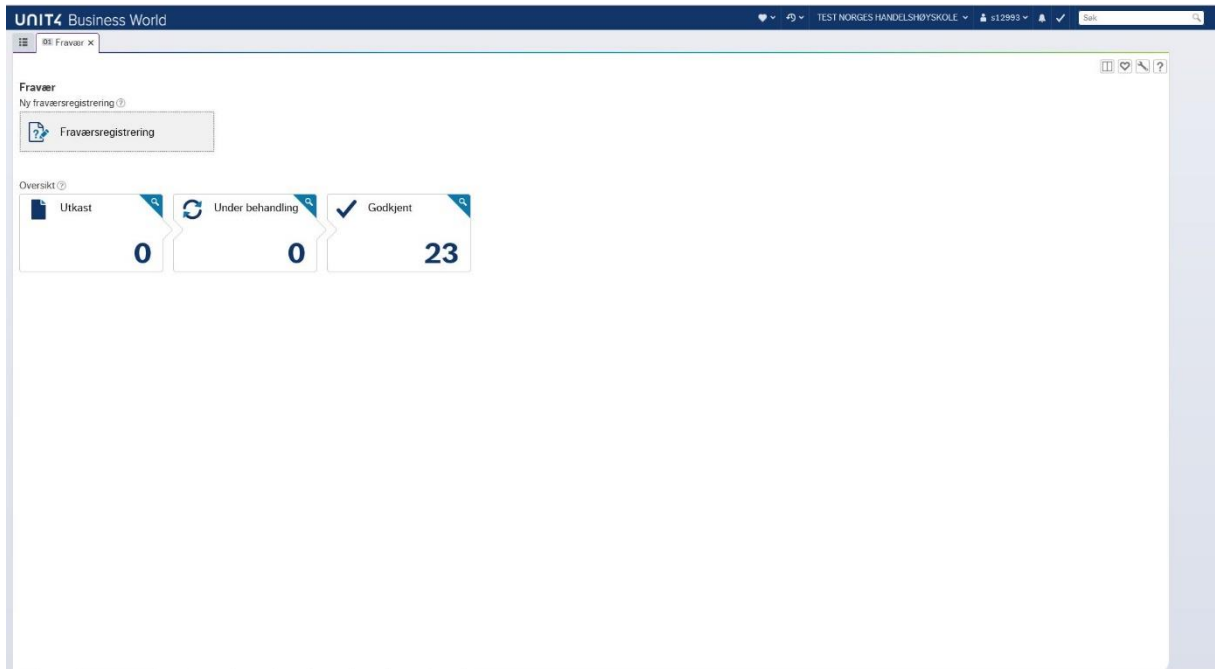 UNIT4 Business World
TEST NORGES HANDELSHØYSKOLE
s12993
Søk
01 Fravær
Fravær
Ny fraværsregistrering
Fraværsregistrering
Oversikt
Utkast
0
Under behandling
0
Godkjent
23